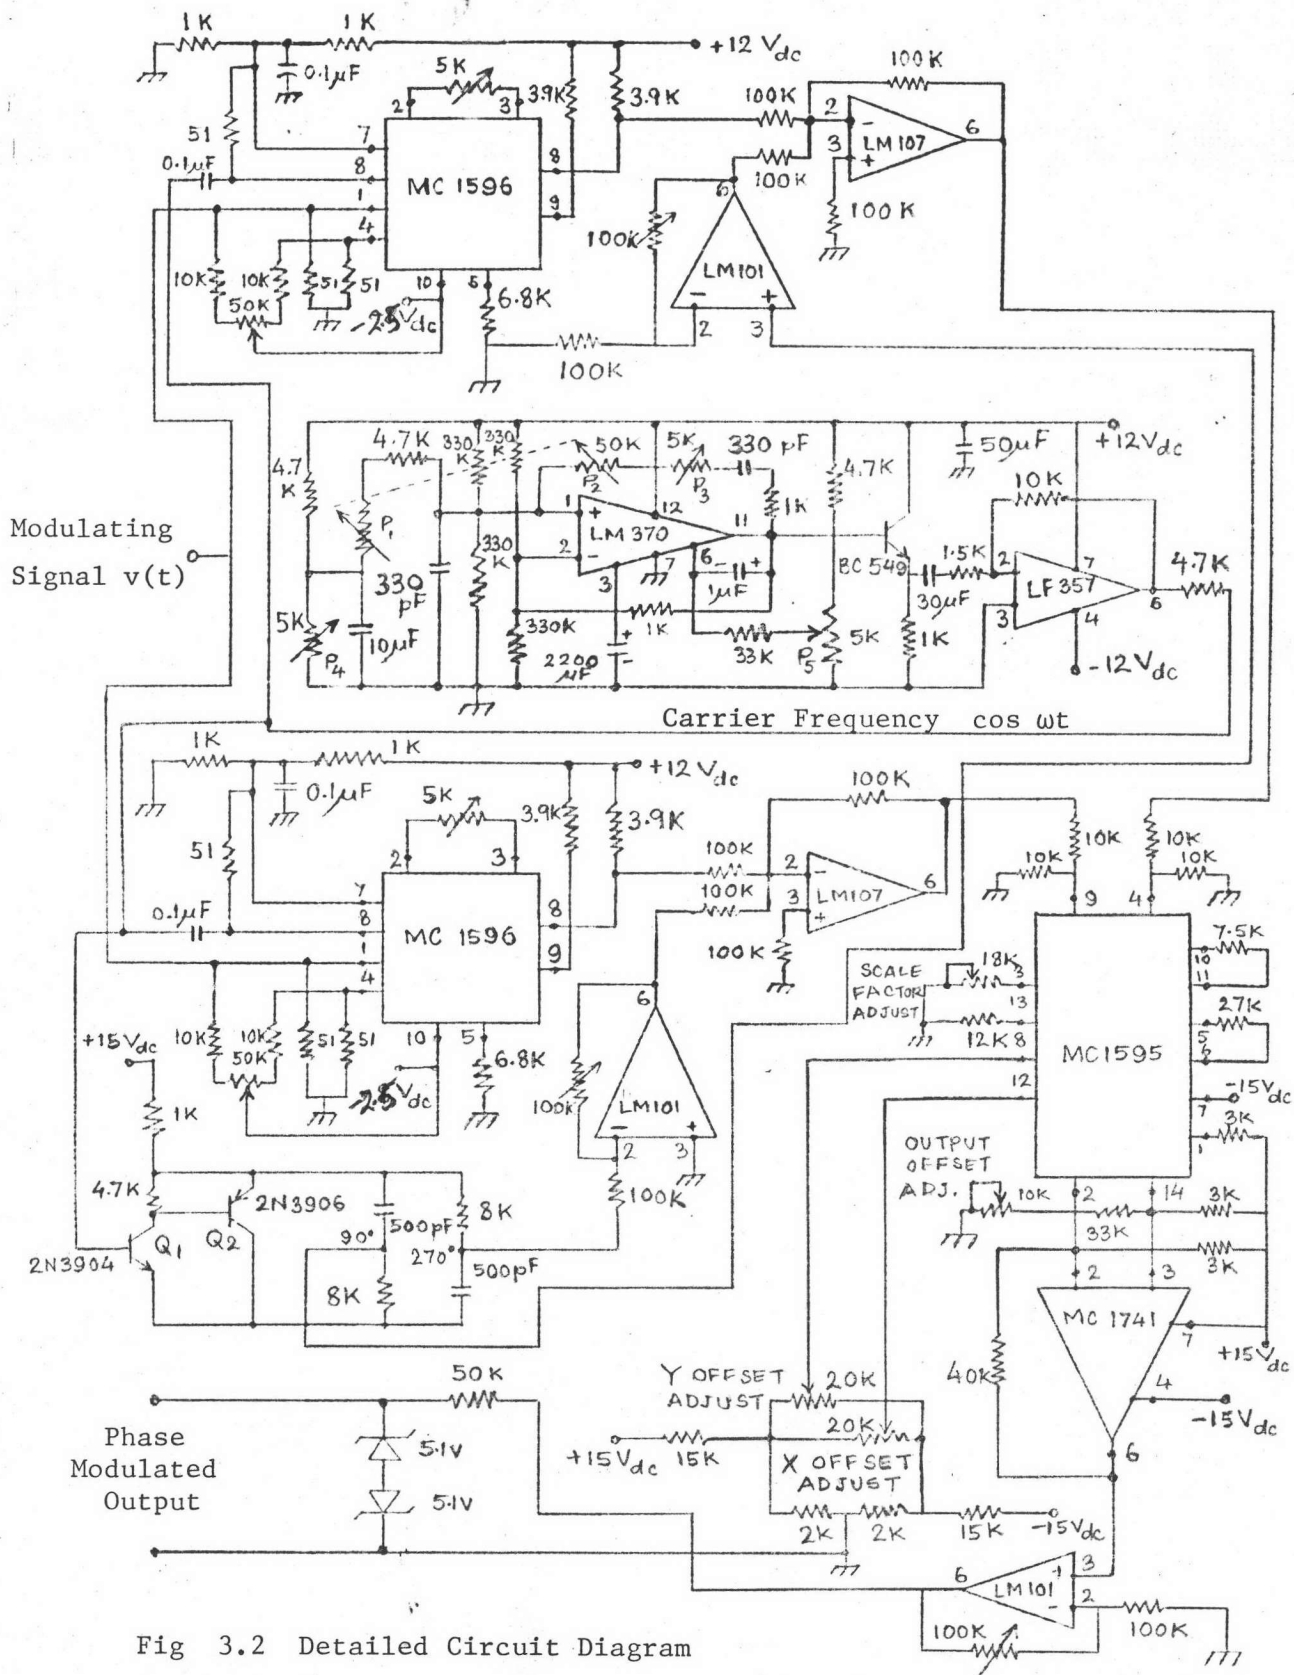 1K
1K
+12 Vdc
0.1µF
5K
3.9K
3.9K
100K
100K
51
2
3
7
0.1µF
8
1
4
MC 1596
8
9
100K
2
3
-
+
LM107
6
100K
6
100K
LM101
-
+
2
3
10K
10K
51
51
50K
10
5
6.8K
Vdc
100K
Modulating
Signal v(t)
4.7K
4.7
K
330
K
330
K
50K
P2
5K
P3
330 pF
50µF
+12Vdc
4.7K
1K
10K
P1
1
+
2
-
12
LM 370
11
3
7
6
-
+
1µF
BC 549
1.5K
30µF
2
3
LF357
7
4
6
4.7K
330
pF
330
K
5K
P4
10µF
330K
2200
µF
+
-
1K
33K
P5
5K
1K
-12Vdc
Carrier Frequency cos ωt
1K
1K
+12 Vdc
0.1µF
5K
3.9K
3.9K
100K
51
2
3
7
8
1
4
0.1µF
MC 1596
8
9
100K
100K
2
3
-
+
LM107
6
100K
10K
10K
10K
10K
9
4
7.5K
10
11
27K
5
6
SCALE
FACTOR
ADJUST
18K
3
13
12K
8
12
MC1595
-15Vdc
7
3K
1
+15Vdc
10K
10K
51
51
50K
10
5
6.8K
Vdc
6
100K
LM101
2
3
-
+
100K
1K
4.7K
2N3906
Q1
Q2
2N3904
500pF
8K
90°
270°
8K
500pF
OUTPUT
OFFSET
ADJ.
10K
2
14
33K
3K
3K
2
3
MC 1741
7
+15Vdc
4
-15Vdc
40K
6
50K
Y OFFSET
ADJUST
20K
20K
+15Vdc
15K
X OFFSET
ADJUST
2K
2K
15K
-15Vdc
Phase
Modulated
Output
5.1V
5.1V
6
LM101
+
-
3
2
100K
100K
Fig 3.2 Detailed Circuit Diagram